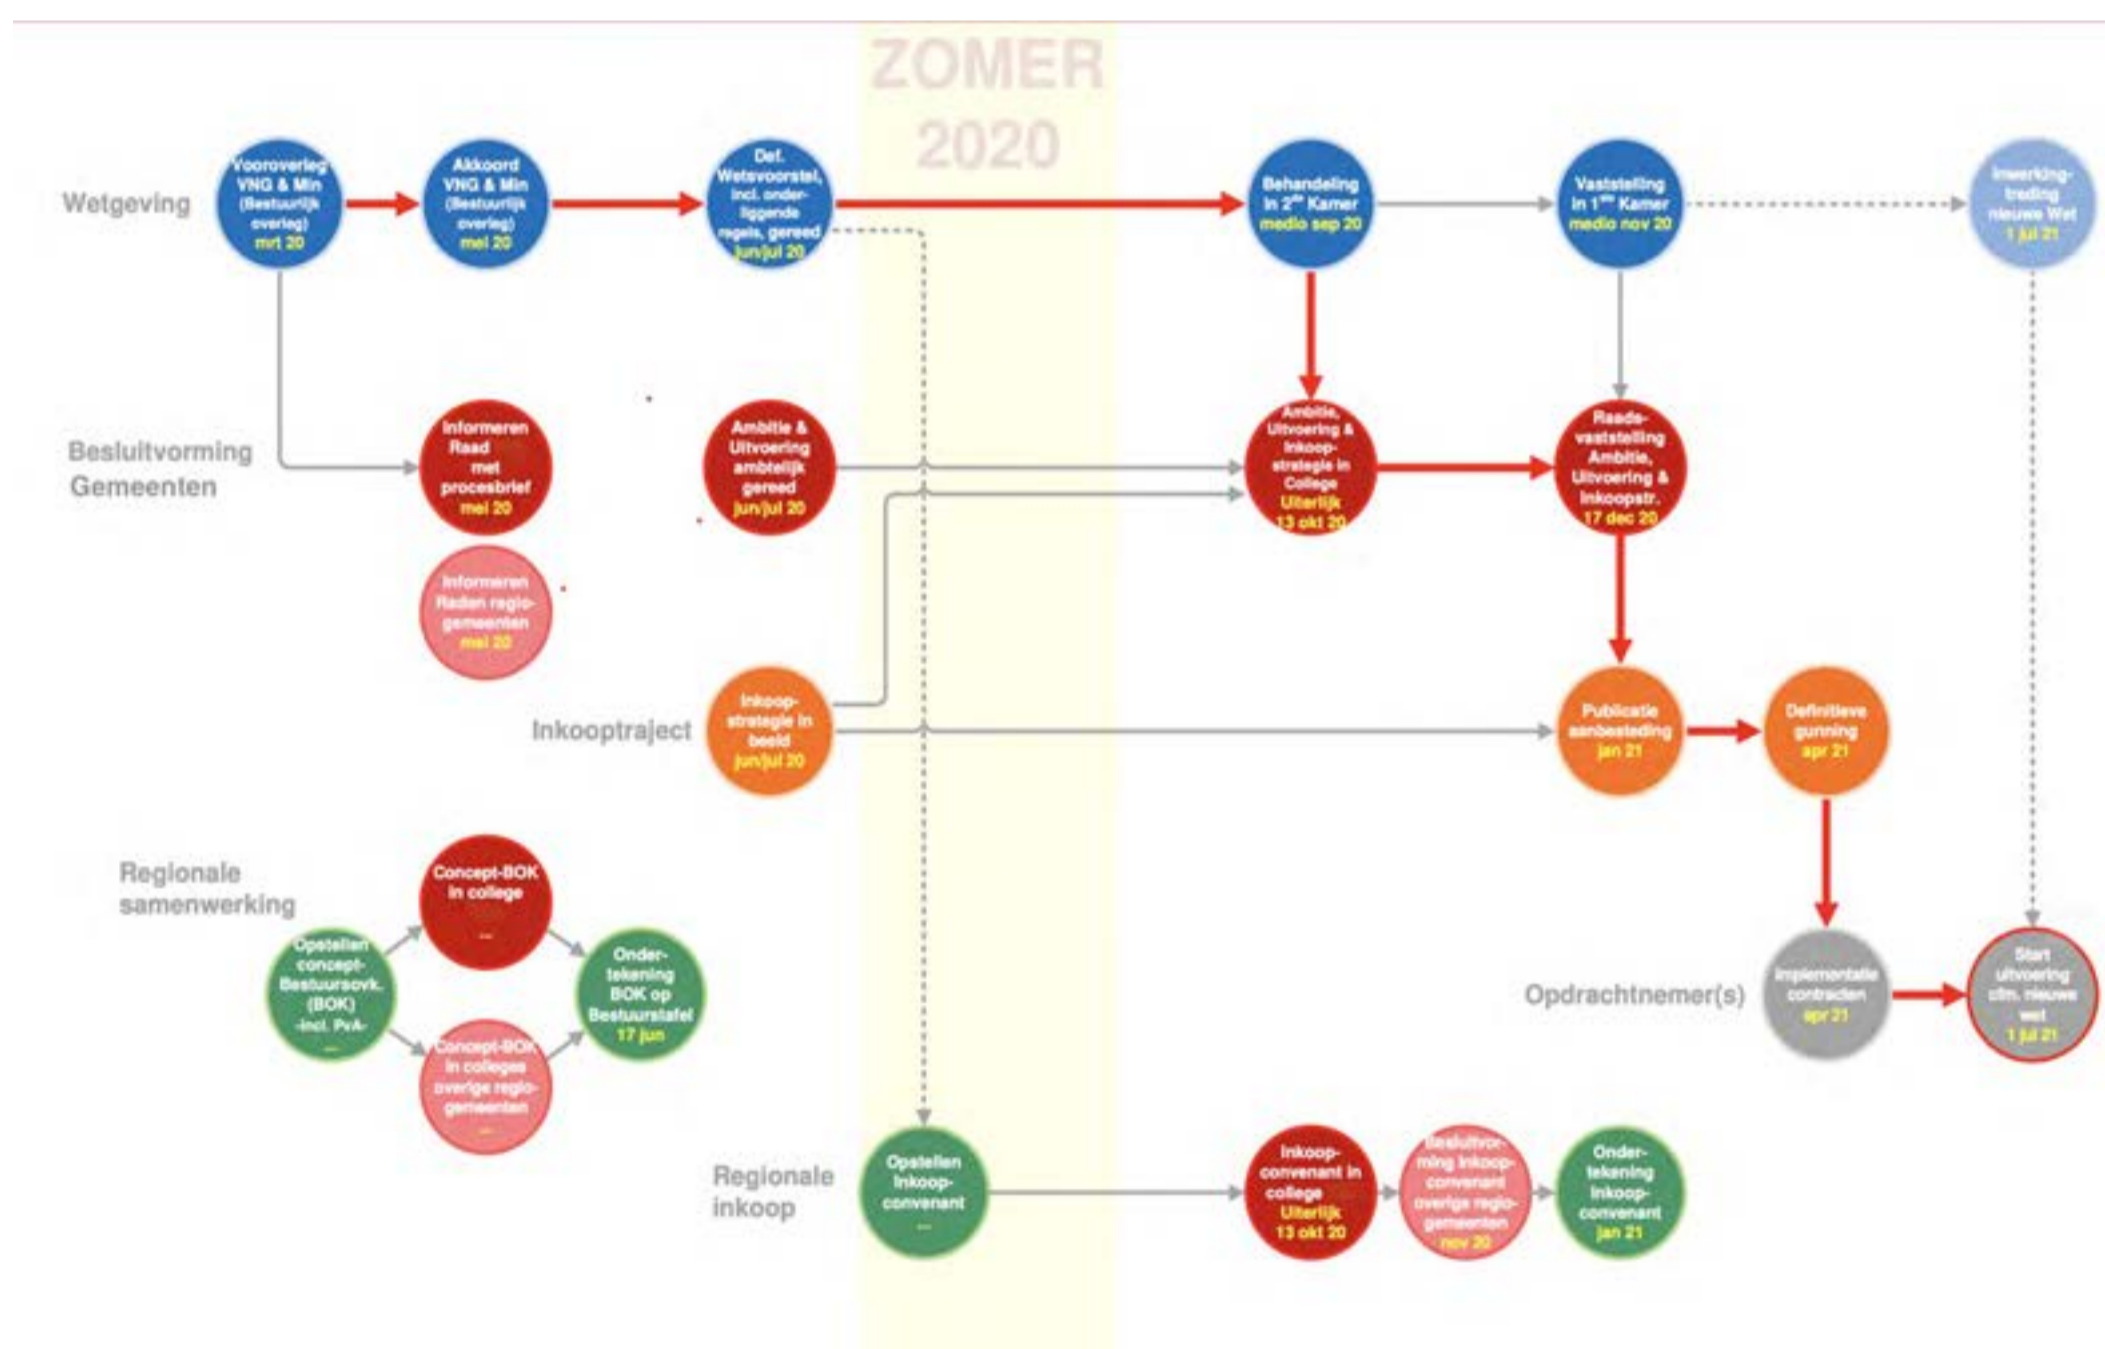 ZOMER
2020
Wetgeving
Vooroverleg
VNG & Min
(Bestuurlijk
overleg)
mrt 20
Akkoord
VNG & Min
(Bestuurlijk
overleg)
mei 20
Def.
Wetsvoorstel,
incl. onder-
liggende
regels, gereed
jun/jul 20
Behandeling
in 2de Kamer
medio sep 20
Vaststelling
in 1ste Kamer
medio nov 20
Inwerking-
treding
nieuwe Wet
1 jul 21
Besluitvorming
Gemeenten
Informeren
Raad
met
procesbrief
mei 20
Ambitie &
Uitvoering
ambtelijk
gereed
jun/jul 20
Ambitie,
Uitvoering &
Inkoop-
strategie in
College
Uiterlijk
13 okt 20
Raads-
vaststelling
Ambitie,
Uitvoering &
Inkoopstr.
17 dec 20
Informeren
Raden regio-
gemeenten
mei 20
Inkooptraject
Inkoop-
strategie in
beeld
jun/jul 20
Publicatie
aanbesteding
jan 21
Definitieve
gunning
apr 21
Regionale
samenwerking
Opstellen
concept-
Bestuursovk.
(BOK)
-incl. PvA-
...
Concept-BOK
in college
...
Concept-BOK
in colleges
overige regio-
gemeenten
...
Onder-
tekening
BOK op
Bestuurstafel
17 jun
Opdrachtnemer(s)
Implementatie
contracten
apr 21
Start
uitvoering
cfm. nieuwe
wet
1 jul 21
Regionale
inkoop
Opstellen
Inkoop-
convenant
...
Inkoop-
convenant in
college
Uiterlijk
13 okt 20
Besluitvor-
ming Inkoop-
convenant
overige regio-
gemeenten
nov 20
Onder-
tekening
Inkoop-
convenant
jan 21